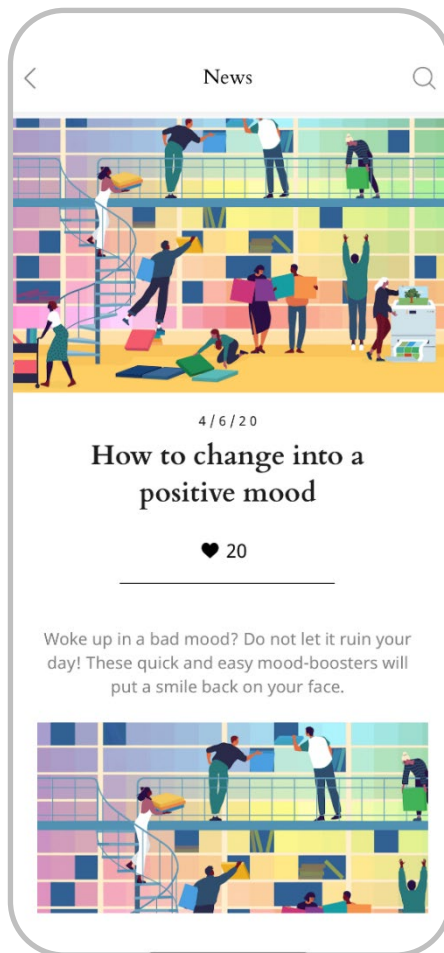 News
4/6/20
How to change into a
positive mood
20
Woke up in a bad mood? Do not let it ruin your
day! These quick and easy mood-boosters will
put a smile back on your face.